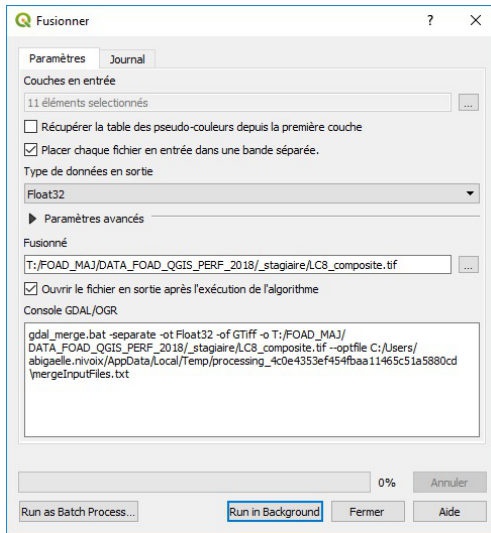 Fusionner
?
X
Paramètres
Journal
Couches en entrée
11 éléments selectionnés
...
Récupérer la table des pseudo-couleurs depuis la première couche
Placer chaque fichier en entrée dans une bande séparée.
Type de données en sortie
Float32
Paramètres avancés
Fusionné
T:/FOAD_MAJ/DATA_FOAD_QGIS_PERF_2018/_stagiaire/LC8_composite.tif
...
Ouvrir le fichier en sortie après l'exécution de l'algorithme
Console GDAL/OGR
gdal_merge.bat -separate -ot Float32 -of GTiff -o T:/FOAD_MAJ/
DATA_FOAD_QGIS_PERF_2018/_stagiaire/LC8_composite.tif --optfile C:/Users/
abigaelle.nivoix/AppData/Local/Temp/processing_4c0e4353ef454fbaa11465c51a5880cd
\mergeInputFiles.txt
0%
Annuler
Run as Batch Process...
Run in Background
Fermer
Aide